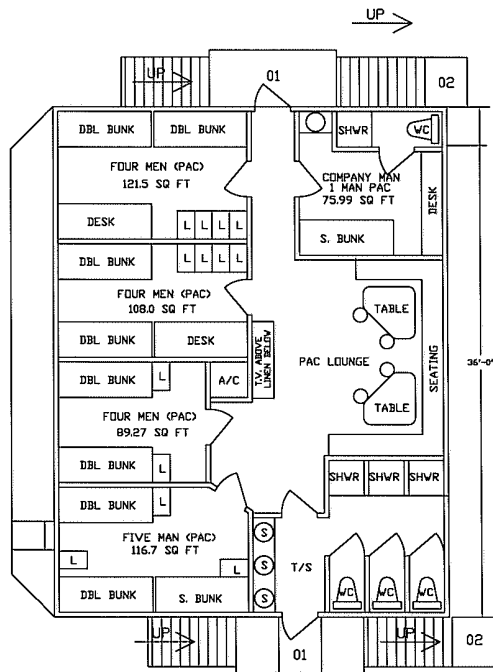 UP
UP
01
UP
02
DBL BUNK
DBL BUNK
FOUR MEN (PAC)
121.5 SQ FT
DESK
L L L L
SHWR
WC
COMPANY MAN
1 MAN PAC
75.99 SQ FT
DESK
S. BUNK
L L L L
DBL BUNK
FOUR MEN (PAC)
108.0 SQ FT
DBL BUNK
DESK
T.V. ABOVE
LINEN BELOW
PAC LOUNGE
TABLE
TABLE
SEATING
36'-0"
DBL BUNK
L
A/C
FOUR MEN (PAC)
89.27 SQ FT
DBL BUNK
L
DBL BUNK
L
FIVE MAN (PAC)
116.7 SQ FT
L
L
DBL BUNK
S. BUNK
SHWR SHWR SHWR
S
S
S
T/S
WC WC WC
UP
01
UP
02